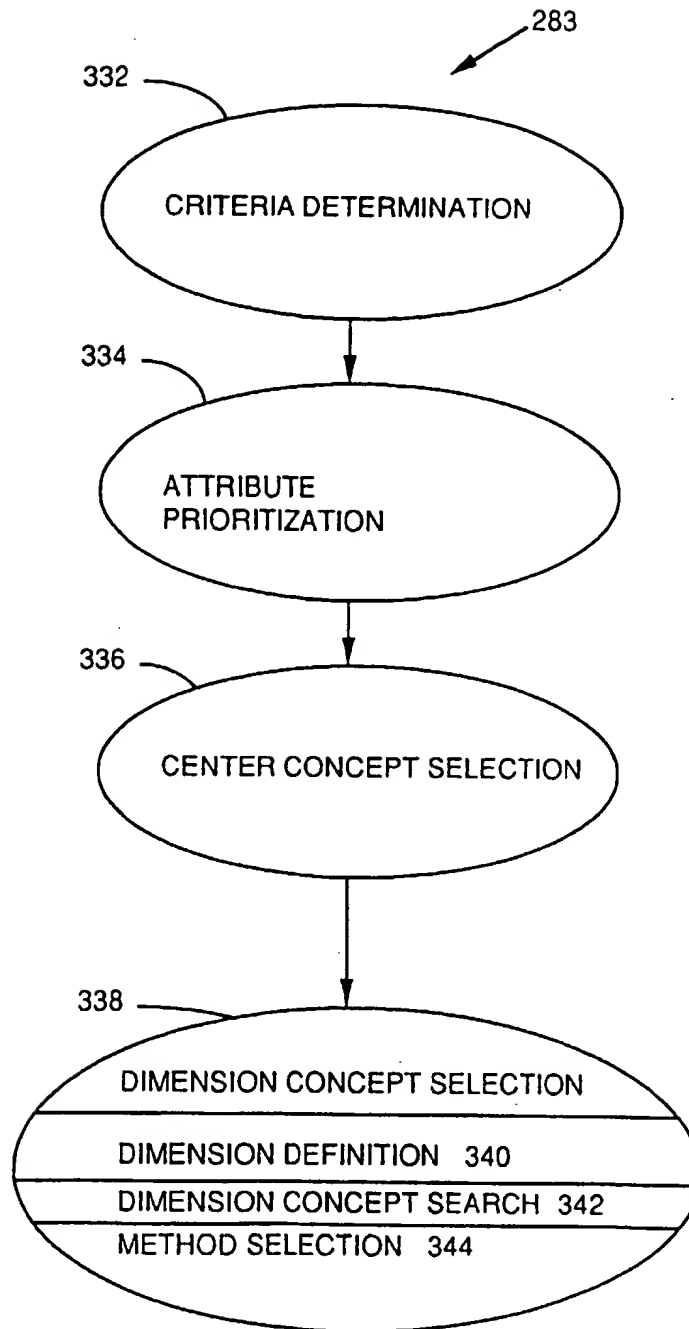 283
332
CRITERIA DETERMINATION
334
ATTRIBUTE
PRIORITIZATION
336
CENTER CONCEPT SELECTION
338
DIMENSION CONCEPT SELECTION
DIMENSION DEFINITION 340
DIMENSION CONCEPT SEARCH 342
METHOD SELECTION 344